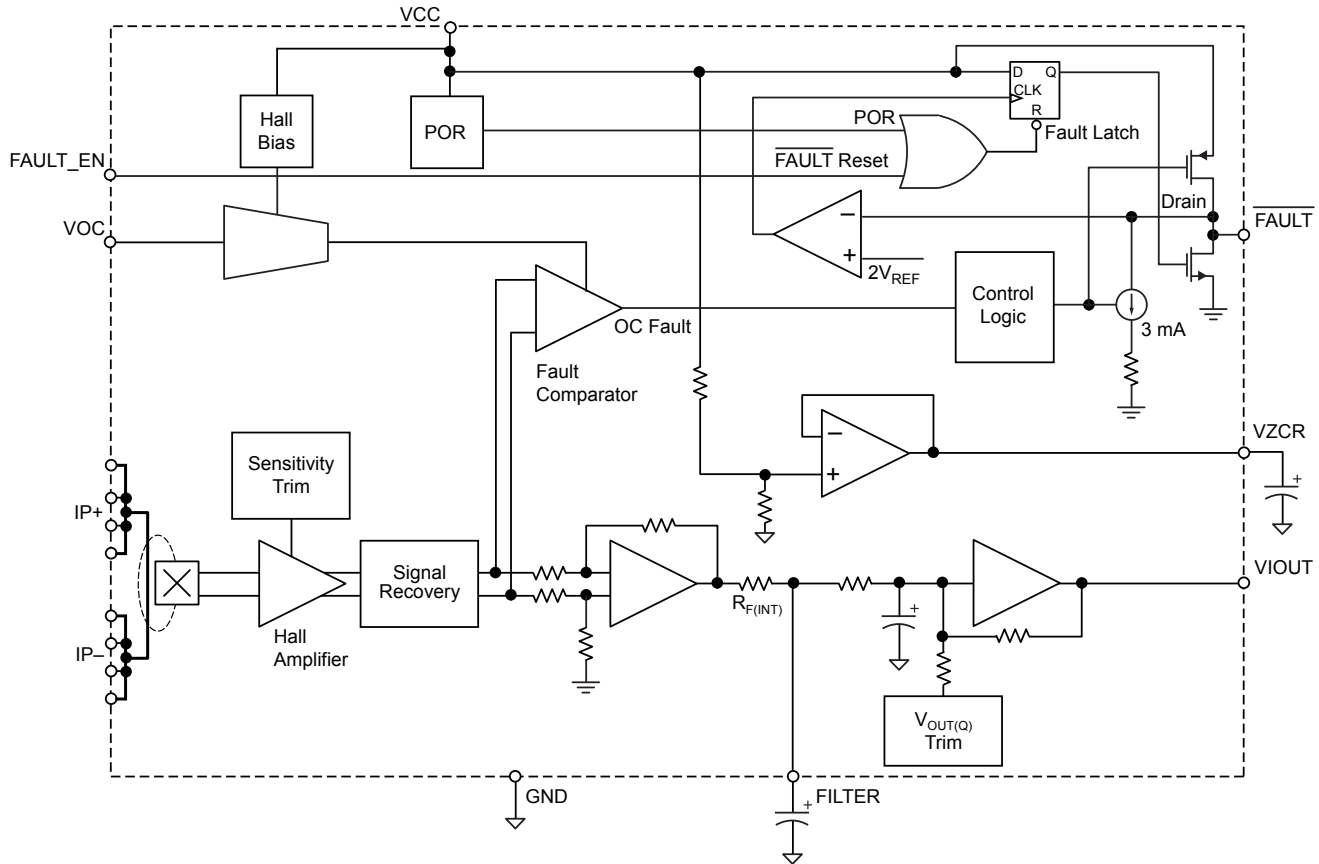 VCC
Hall
Bias
POR
D
Q
CLK
R
POR
Fault Latch
FAULT_EN
FAULT Reset
Drain
FAULT
VOC
−
+
2V_REF
Control
Logic
3 mA
OC Fault
Fault
Comparator
−
+
VZCR
+
Sensitivity
Trim
IP+
IP–
Hall
Amplifier
Signal
Recovery
R_F(INT)
+
VIOUT
V_OUT(Q)
Trim
GND
FILTER
+